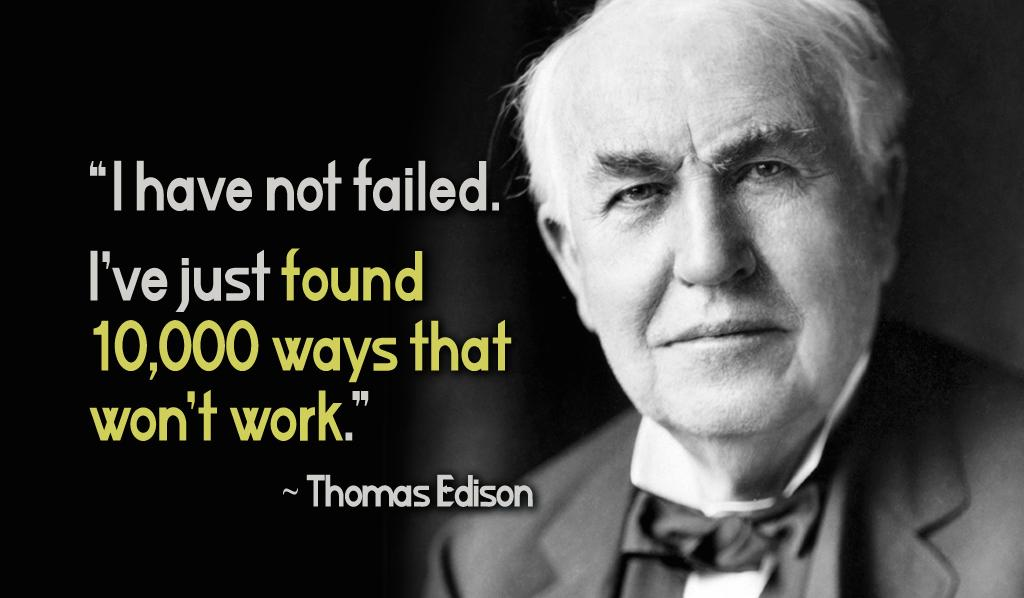 “I have not failed.
I’ve just found
10,000 ways that
won’t work.”
~ Thomas Edison